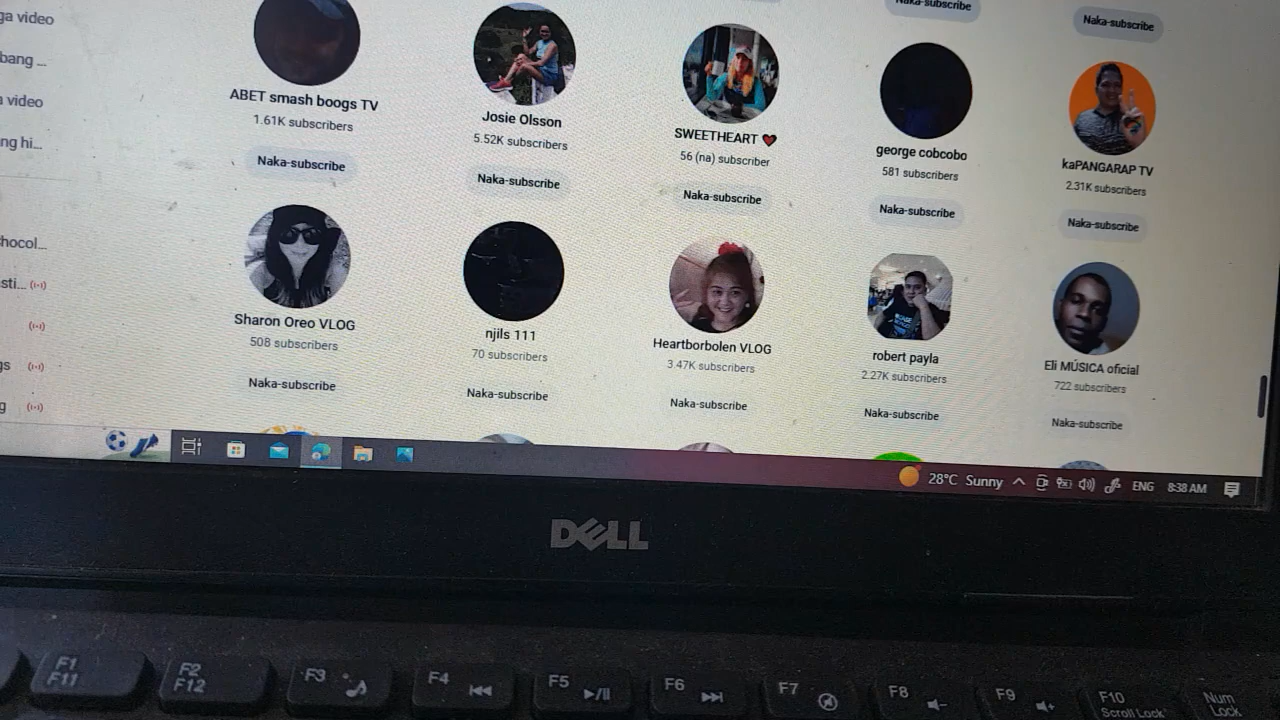 ga video
bang ...
video
ng hi...
hocol...
sti...
gs
g
Naka-subscribe
Naka-subscribe
ABET smash boogs TV
1.61K subscribers
Naka-subscribe
Josie Olsson
5.52K subscribers
Naka-subscribe
SWEETHEART ❤
56 (na) subscriber
Naka-subscribe
george cobcobo
581 subscribers
Naka-subscribe
kaPANGARAP TV
2.31K subscribers
Naka-subscribe
Sharon Oreo VLOG
508 subscribers
Naka-subscribe
njils 111
70 subscribers
Naka-subscribe
Heartborbolen VLOG
3.47K subscribers
Naka-subscribe
robert payla
2.27K subscribers
Naka-subscribe
Eli MÚSICA oficial
722 subscribers
Naka-subscribe
28°C Sunny ENG 8:38 AM
DELL
F1 F2 F3 F4 F5 F6 F7 F8 F9 F10 Num
F11 F12 Scroll Lock Lock